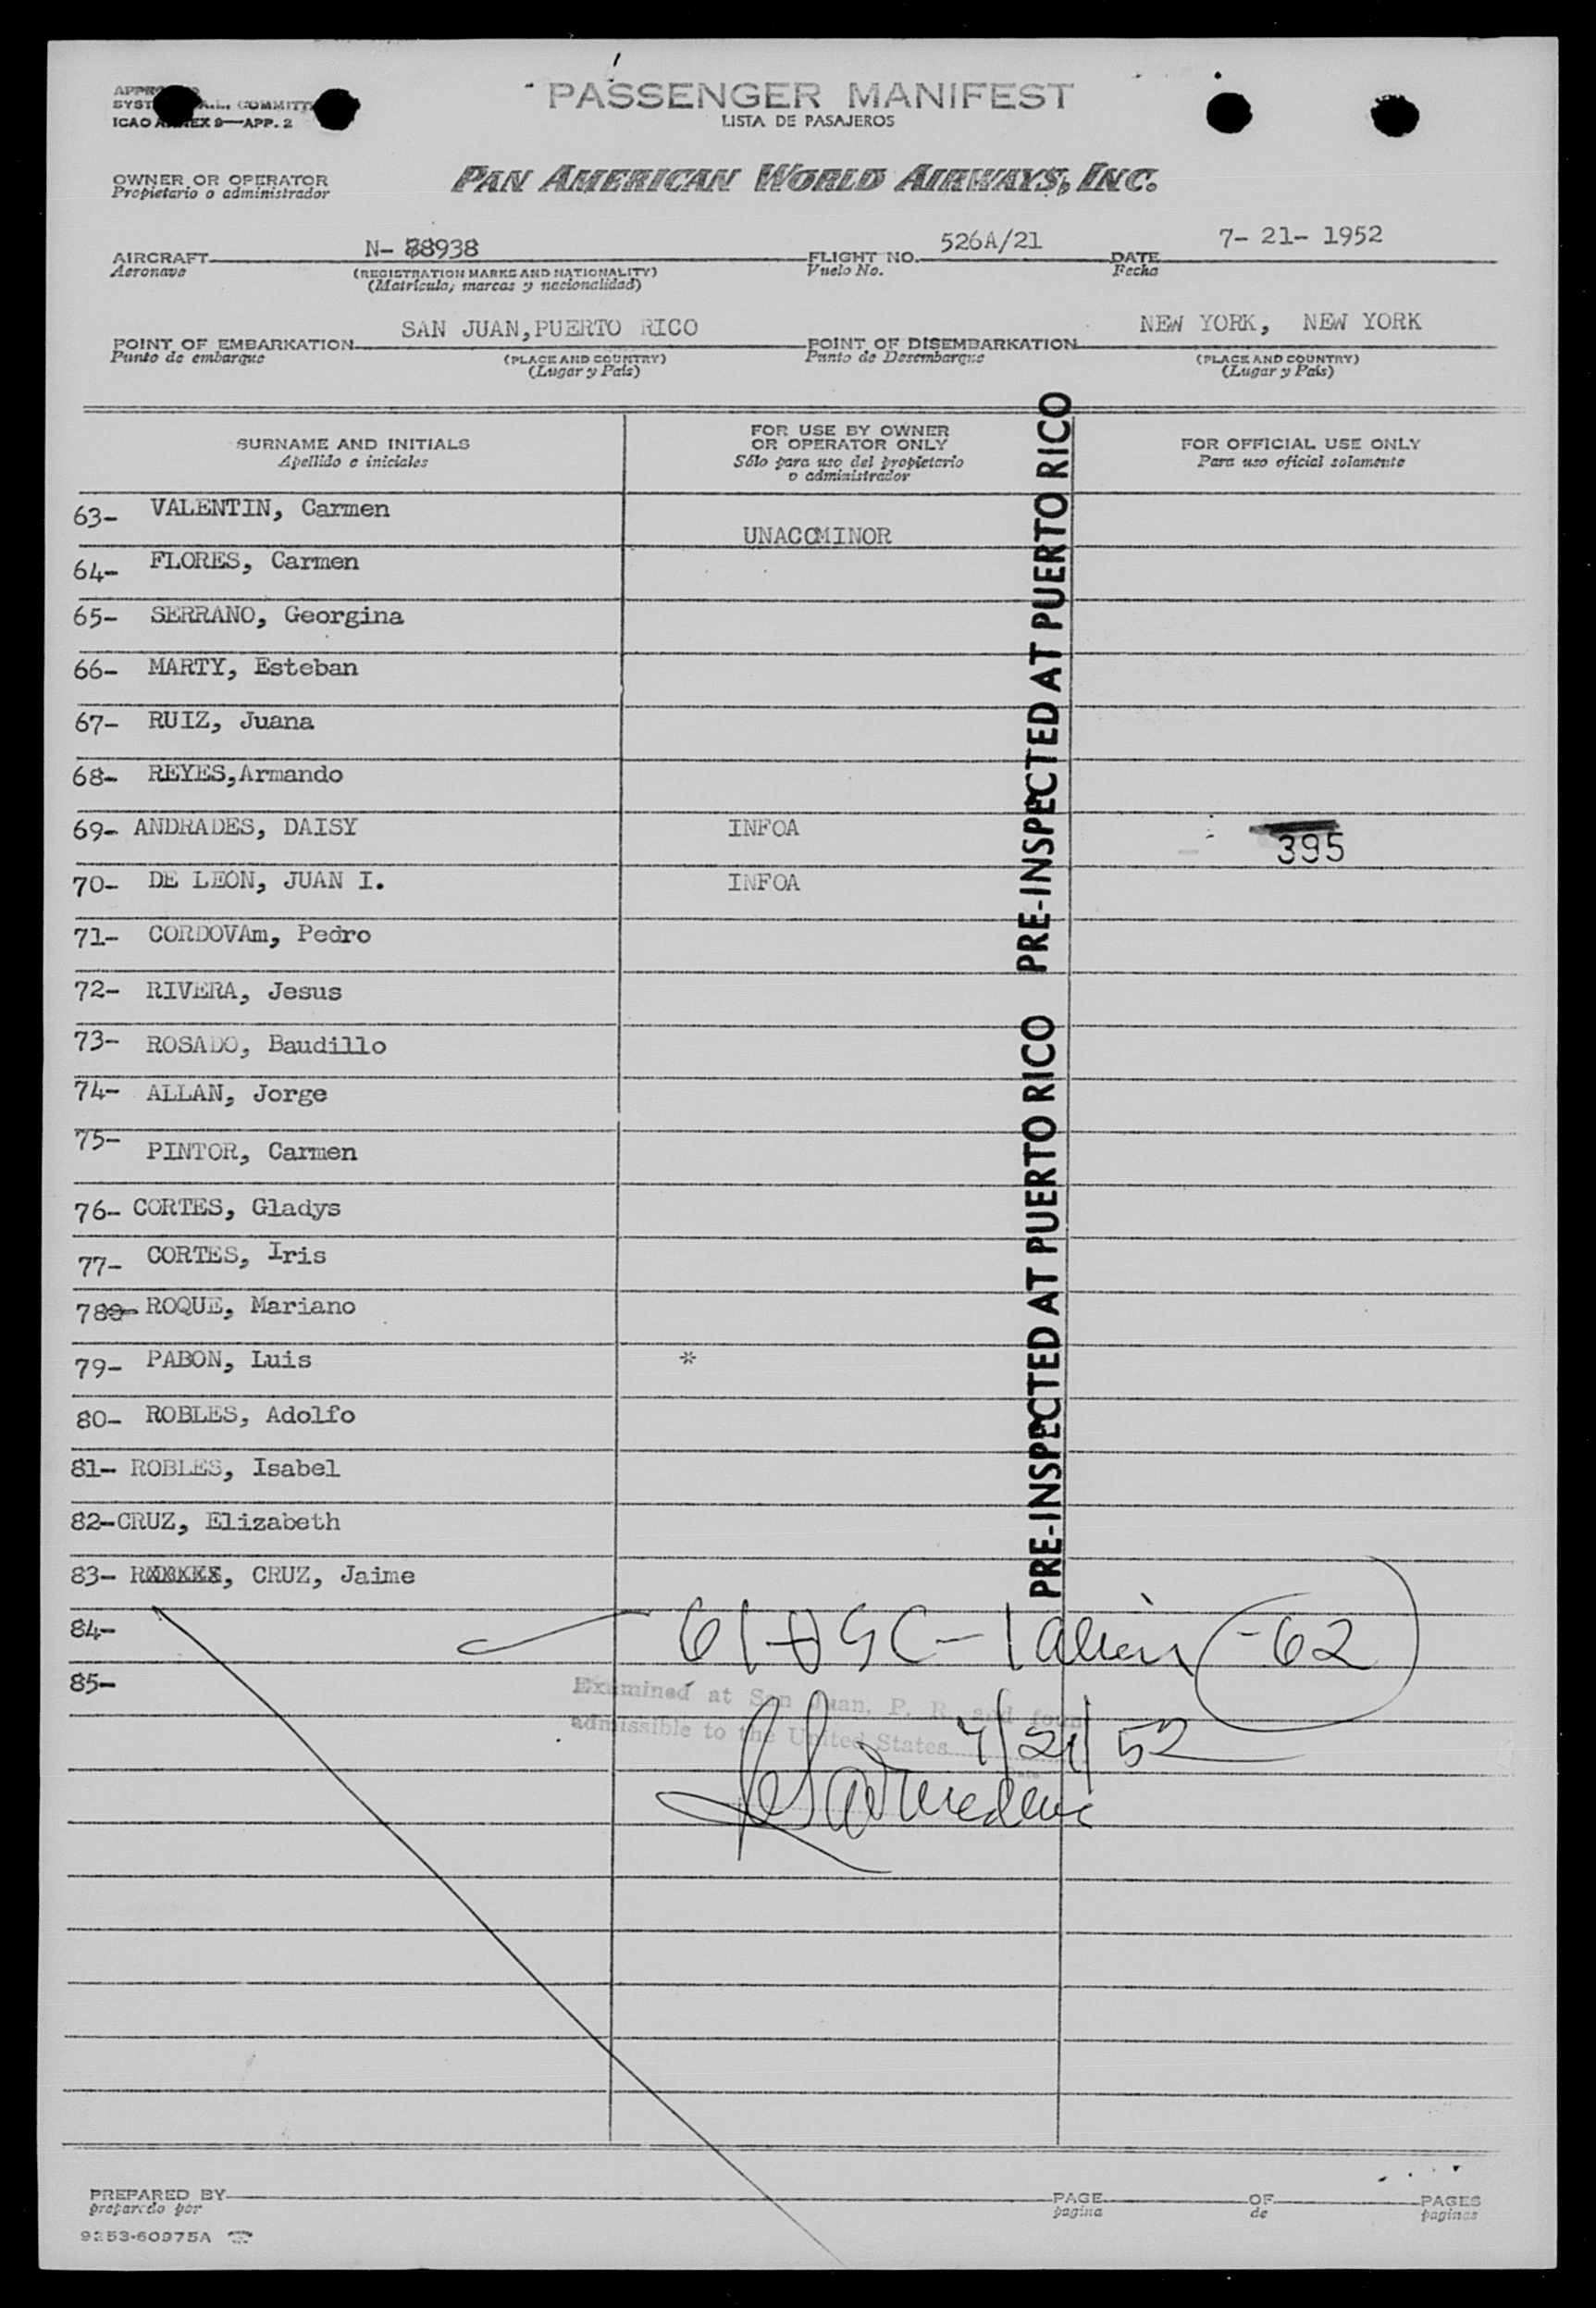 PASSENGER MANIFEST
LISTA DE PASAJEROS
ICAO ANNEX 9—APP. 2
OWNER OR OPERATOR
Propietario o administrador
PAN AMERICAN WORLD AIRWAYS, INC.
AIRCRAFT N- 88938 FLIGHT NO. 526A/21 DATE 7- 21- 1952
Aeronave (REGISTRATION MARKS AND NATIONALITY) Vuelo No. Fecha
(Matrícula, marcas y nacionalidad)
POINT OF EMBARKATION SAN JUAN,PUERTO RICO POINT OF DISEMBARKATION NEW YORK, NEW YORK
Punto de embarque (PLACE AND COUNTRY) Punto de Desembarque (PLACE AND COUNTRY)
(Lugar y País) (Lugar y País)
SURNAME AND INITIALS
Apellido e iniciales
FOR USE BY OWNER
OR OPERATOR ONLY
Sólo para uso del propietario
o administrador
FOR OFFICIAL USE ONLY
Para uso oficial solamente
63- VALENTIN, Carmen UNACCMINOR
64- FLORES, Carmen
65- SERRANO, Georgina
66- MARTY, Esteban
67- RUIZ, Juana
68- REYES,Armando
69- ANDRADES, DAISY INFOA 395
70- DE LEON, JUAN I. INFOA
71- CORDOVAm, Pedro
72- RIVERA, Jesus
73- ROSADO, Baudillo
74- ALLAN, Jorge
75- PINTOR, Carmen
76- CORTES, Gladys
77- CORTES, Iris
78- ROQUE, Mariano
79- PABON, Luis *
80- ROBLES, Adolfo
81- ROBLES, Isabel
82-CRUZ, Elizabeth
83- CRUZ, Jaime
84-
85-
PRE-INSPECTED AT PUERTO RICO
PRE-INSPECTED AT PUERTO RICO
61-USC-1 alien -62
Examined at San Juan, P. R. and foun
admissible to the United States 7/21/52
PREPARED BY PAGE OF PAGES
preparado por pagina de paginas
9253-60975A